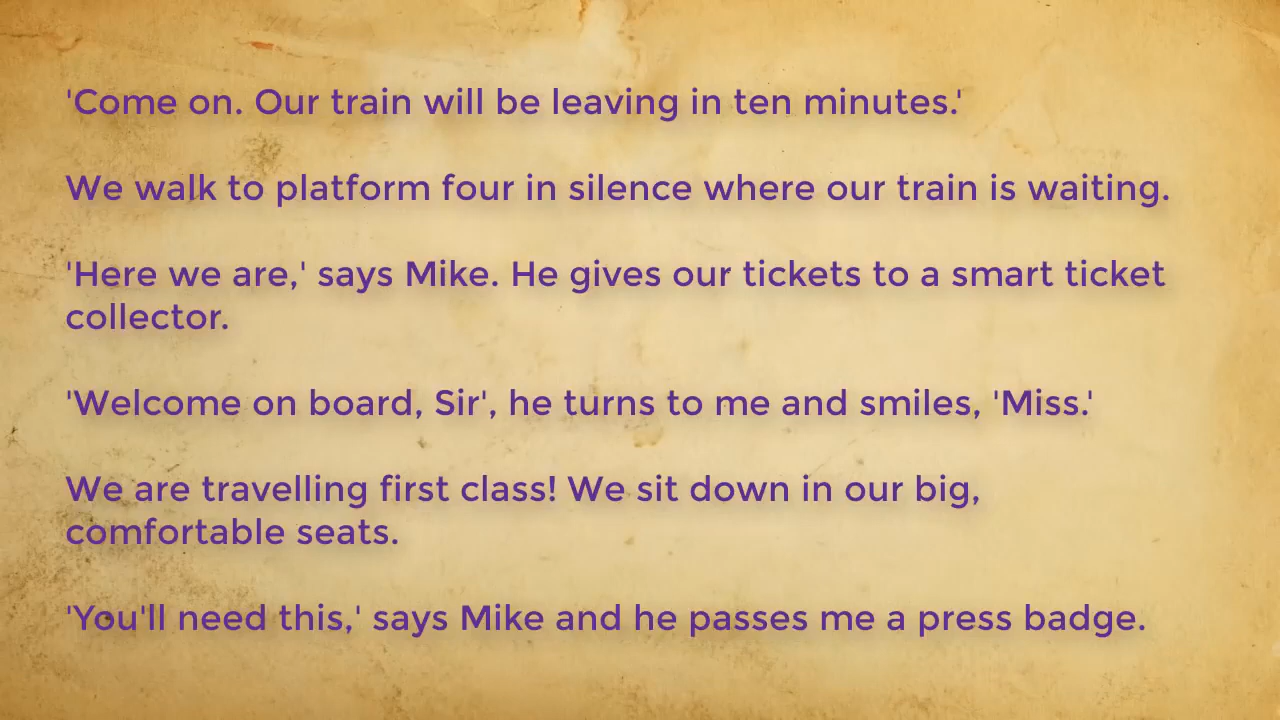 'Come on. Our train will be leaving in ten minutes.'
We walk to platform four in silence where our train is waiting.
'Here we are,' says Mike. He gives our tickets to a smart ticket
collector.
'Welcome on board, Sir', he turns to me and smiles, 'Miss.'
We are travelling first class! We sit down in our big,
comfortable seats.
'You'll need this,' says Mike and he passes me a press badge.